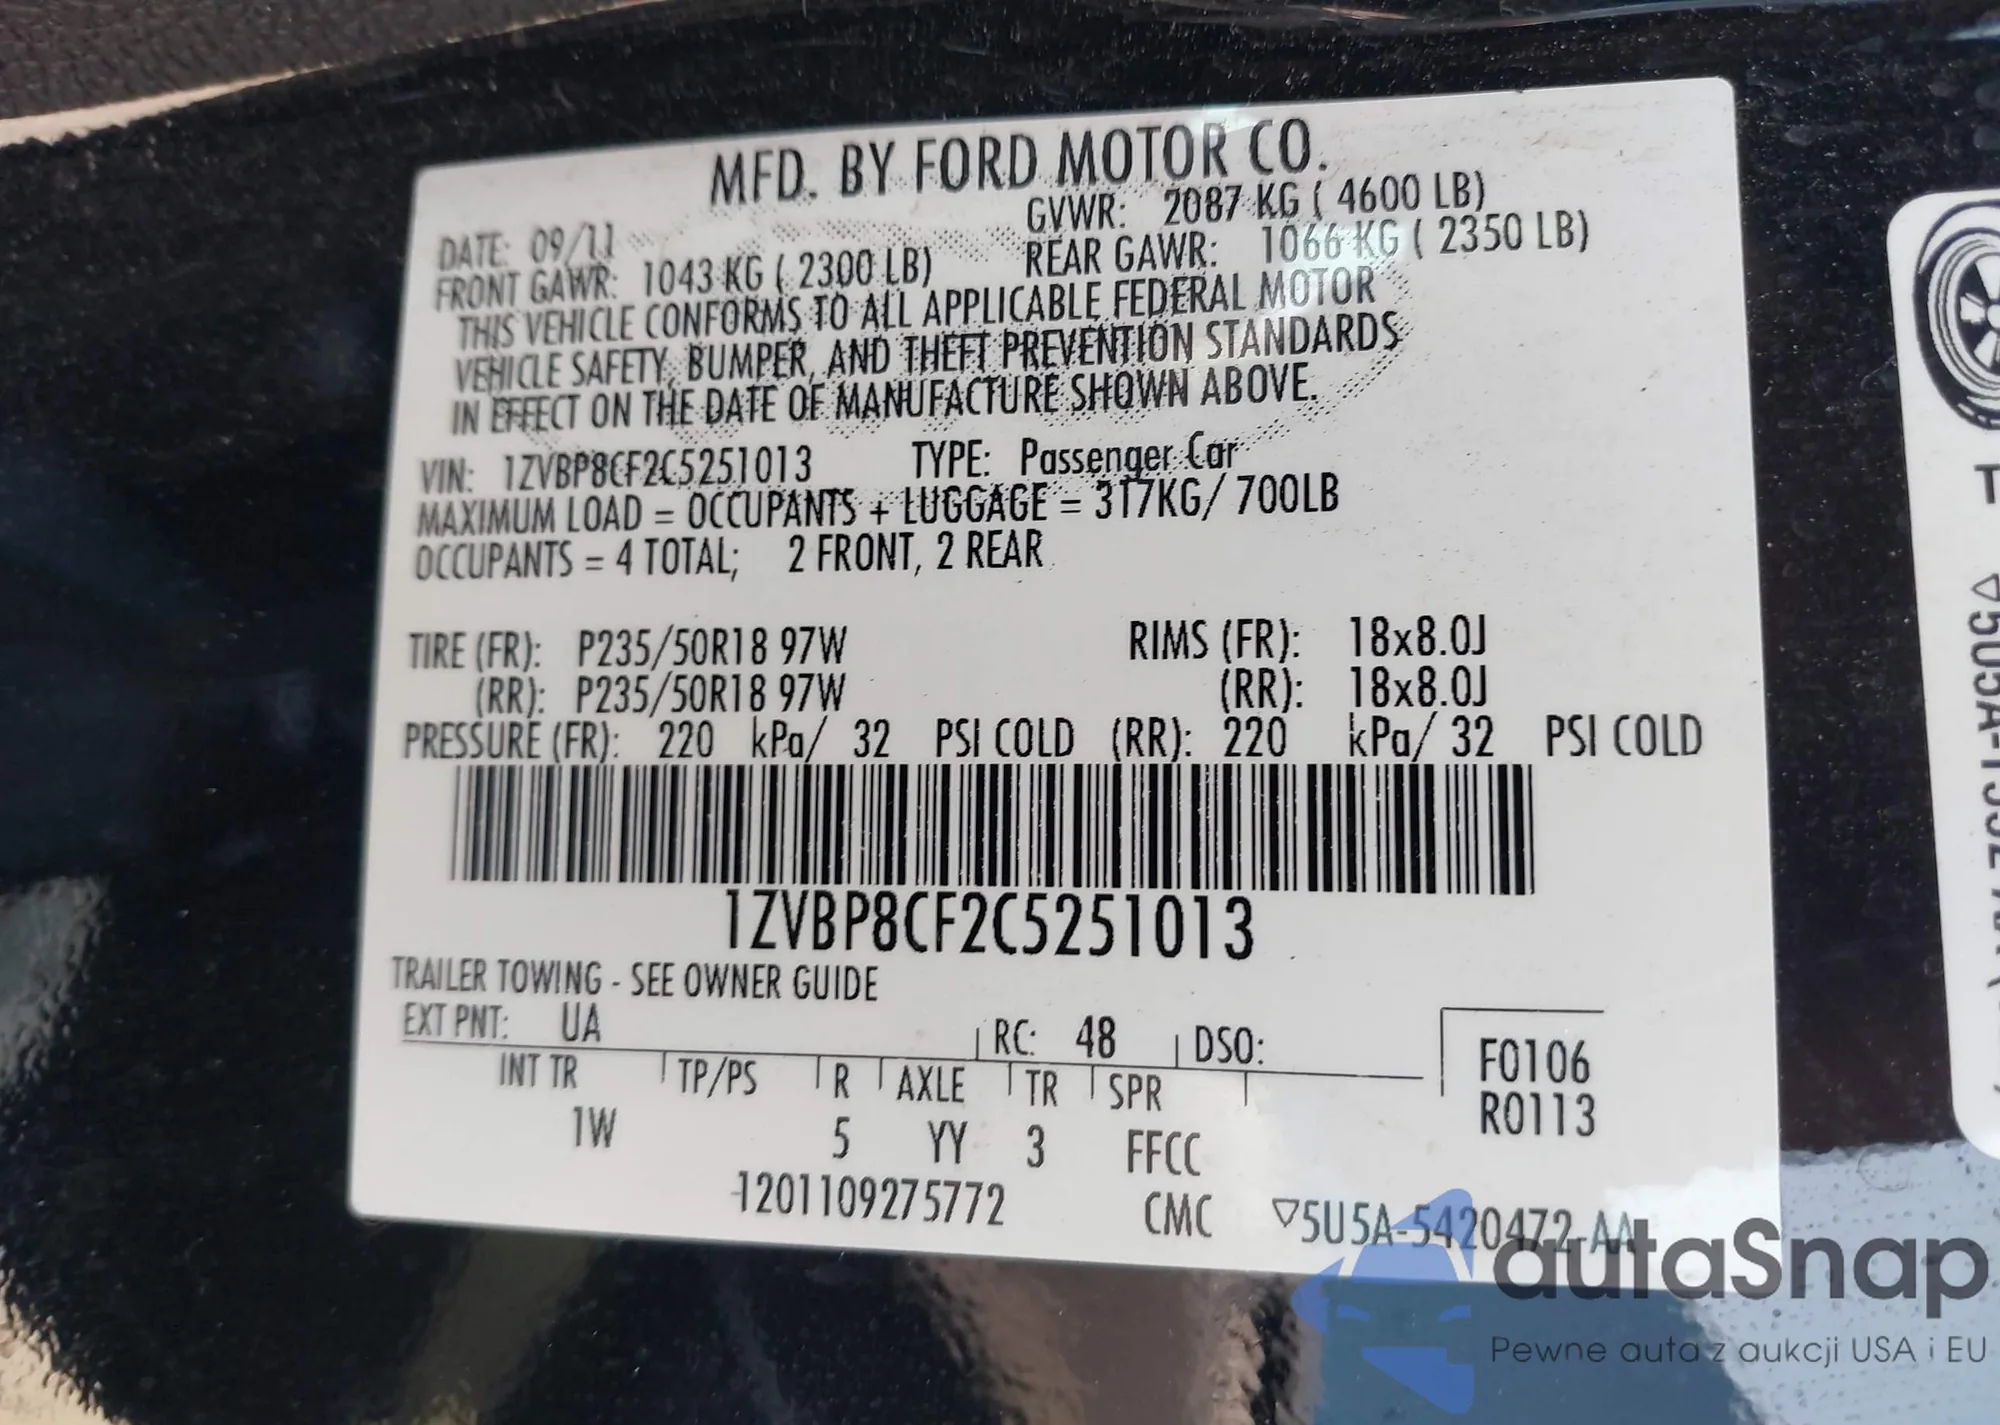 MFD. BY FORD MOTOR CO.
DATE: 09/11 GVWR: 2087 KG ( 4600 LB)
FRONT GAWR: 1043 KG ( 2300 LB) REAR GAWR: 1066 KG ( 2350 LB)
THIS VEHICLE CONFORMS TO ALL APPLICABLE FEDERAL MOTOR
VEHICLE SAFETY, BUMPER, AND THEFT PREVENTION STANDARDS
IN EFFECT ON THE DATE OF MANUFACTURE SHOWN ABOVE.
VIN: 1ZVBP8CF2C5251013 TYPE: Passenger Car
MAXIMUM LOAD = OCCUPANTS + LUGGAGE = 317KG/ 700LB
OCCUPANTS = 4 TOTAL; 2 FRONT, 2 REAR
TIRE (FR): P235/50R18 97W RIMS (FR): 18x8.0J
(RR): P235/50R18 97W (RR): 18x8.0J
PRESSURE (FR): 220 kPa/ 32 PSI COLD (RR): 220 kPa/ 32 PSI COLD
1ZVBP8CF2C5251013
TRAILER TOWING - SEE OWNER GUIDE
EXT PNT: UA RC: 48 DSO:
INT TR TP/PS R AXLE TR SPR
1W 5 YY 3 FFCC
F0106
R0113
1201109275772 CMC ▽5U5A-5420472-AA
T
autaSnap
Pewne auta z aukcji USA i EU